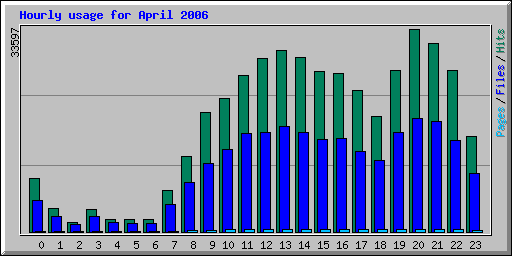 Hourly usage for April 2006
33597
Pages/Files/Hits
0 1 2 3 4 5 6 7 8 9 10 11 12 13 14 15 16 17 18 19 20 21 22 23